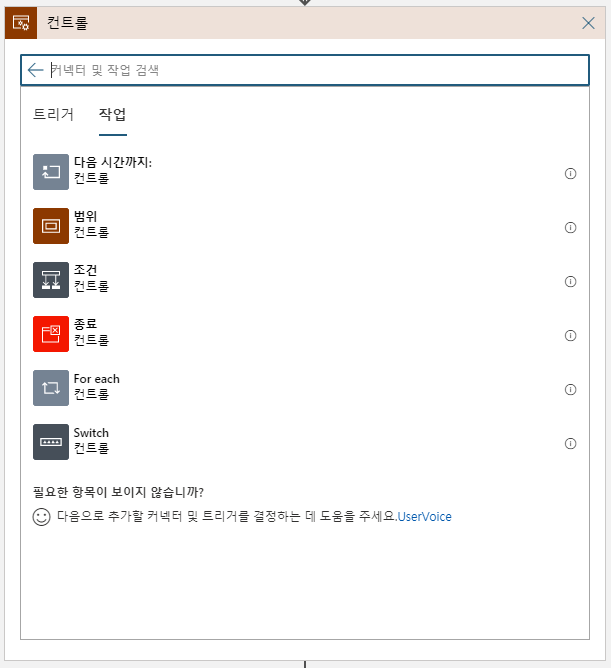 컨트롤
커넥터 및 작업 검색
트리거 작업
다음 시간까지:
컨트롤
범위
컨트롤
조건
컨트롤
종료
컨트롤
For each
컨트롤
Switch
컨트롤
필요한 항목이 보이지 않습니까?
다음으로 추가할 커넥터 및 트리거를 결정하는 데 도움을 주세요.UserVoice